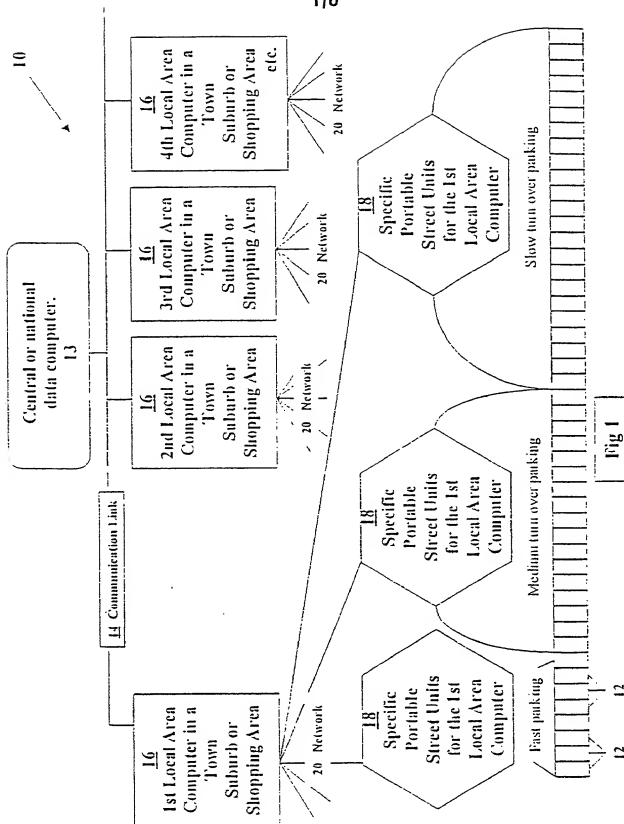 10
Central or national
data computer.
13
14 Communication Link
16
1st Local Area
Computer in a
Town
Suburb or
Shopping Area
16
2nd Local Area
Computer in a
Town
Suburb or
Shopping Area
16
3rd Local Area
Computer in a
Town
Suburb or
Shopping Area
16
4th Local Area
Computer in a
Town
Suburb or
Shopping Area
etc.
20 Network
20 Network
20 Network
20 Network
18
Specific
Portable
Street Units
for the 1st
Local Area
Computer
18
Specific
Portable
Street Units
for the 1st
Local Area
Computer
18
Specific
Portable
Street Units
for the 1st
Local Area
Computer
Fast parking
Medium turn over parking
Slow turn over parking
12
12
Fig 1